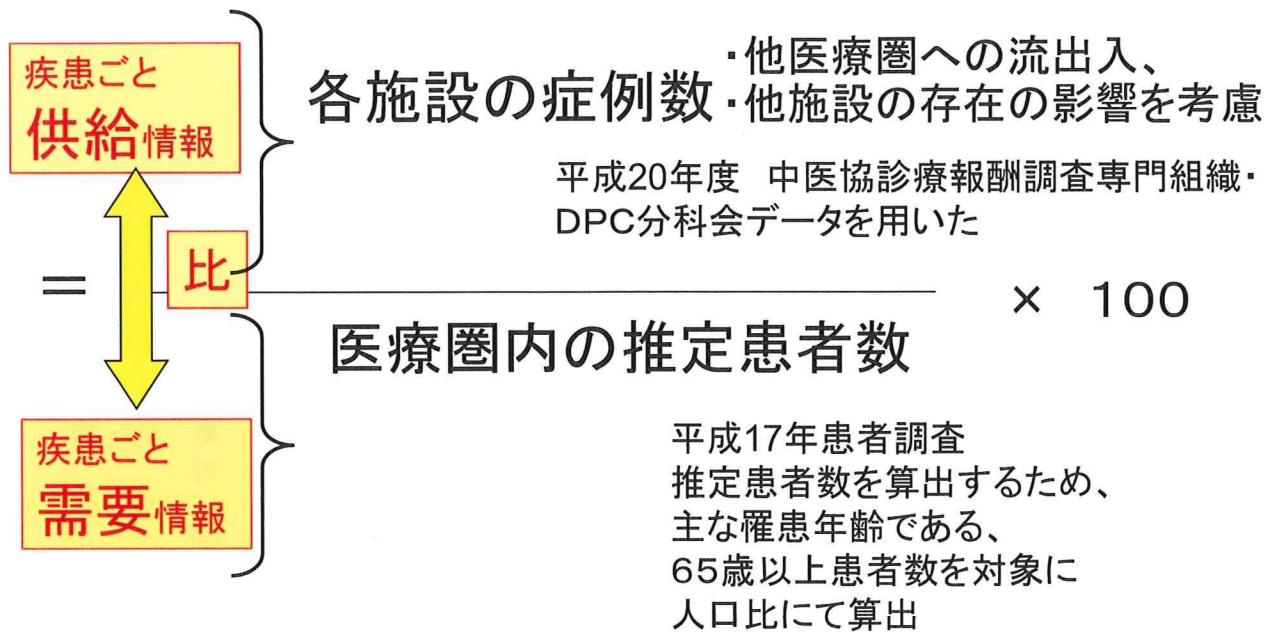 疾患ごと
供給情報
各施設の症例数
・他医療圏への流出入、
・他施設の存在の影響を考慮
平成20年度 中医協診療報酬調査専門組織・
DPC分科会データを用いた
=
比
× 100
医療圏内の推定患者数
疾患ごと
需要情報
平成17年患者調査
推定患者数を算出するため、
主な罹患年齢である、
65歳以上患者数を対象に
人口比にて算出